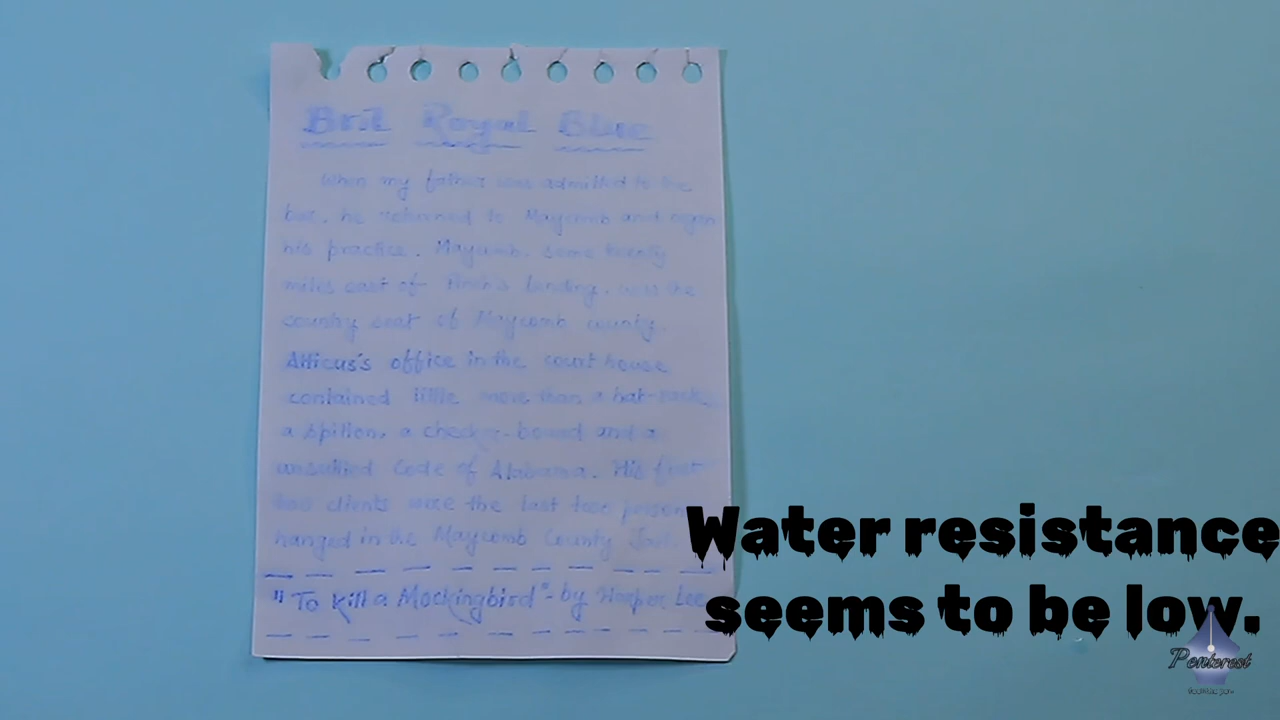 Bril Royal Blue
When my father was admitted to the
bar, he returned to Maycomb and began
his practice. Maycomb, some twenty
miles east of Finch's Landing, was the
county seat of Maycomb county.
Atticus's office in the courthouse
contained little more than a hat-rack,
a spitton, a checker-board and a
unsullied Code of Alabama. His first
two clients were the last two persons
hanged in the Maycomb County Jail.
"To Kill a Mockingbird" - by Harper Lee
Water resistance
seems to be low.
Penterest